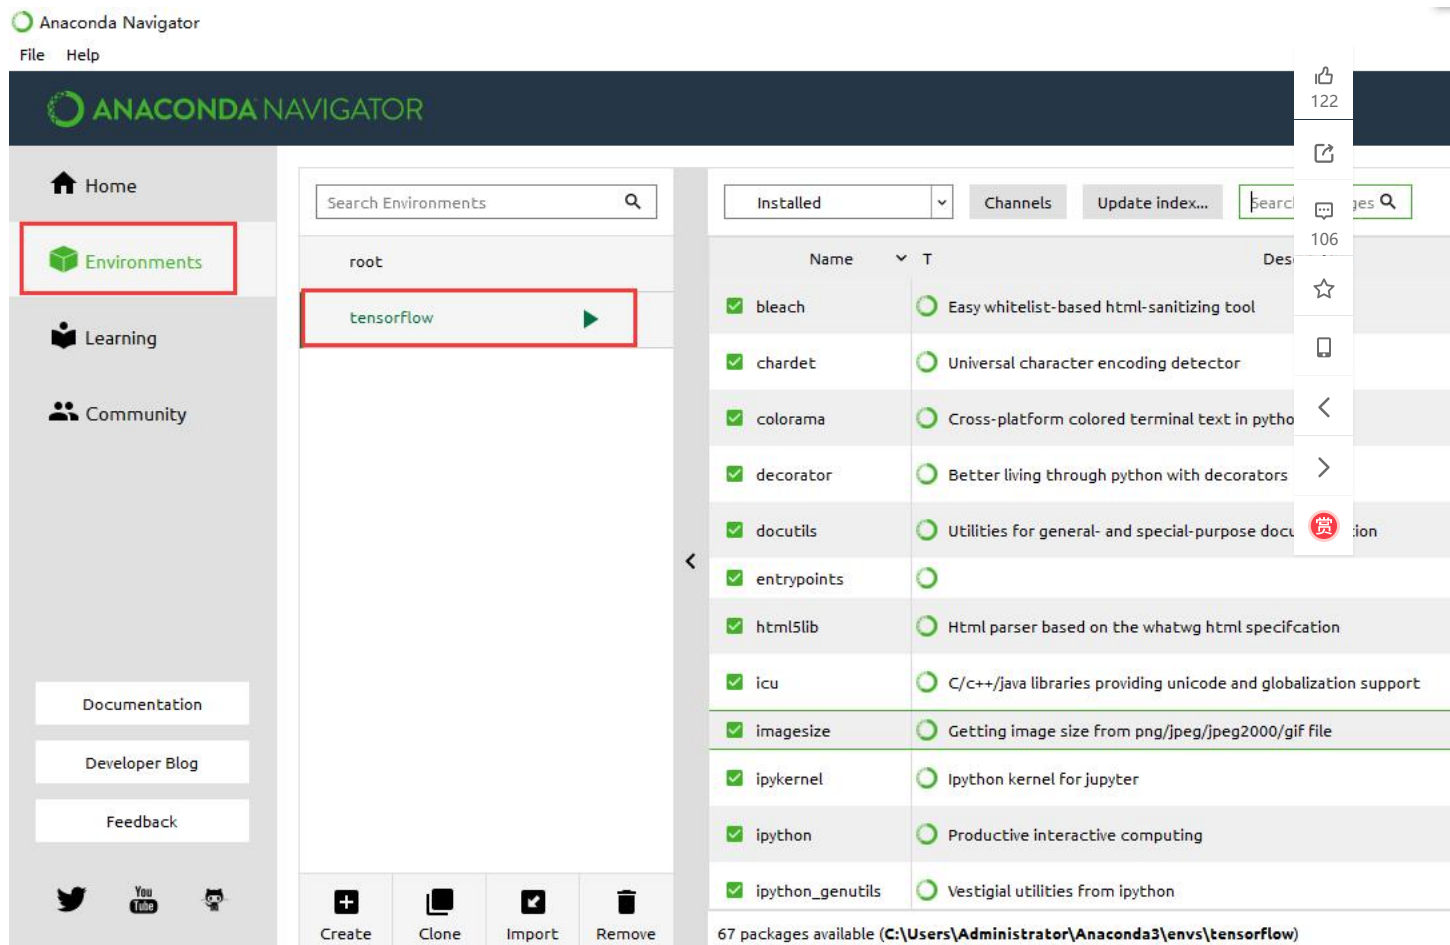 Anaconda Navigator
File Help
ANACONDA NAVIGATOR
Home
Environments
Learning
Community
Documentation
Developer Blog
Feedback
You
Tube
Search Environments
root
tensorflow
Create Clone Import Remove
Installed Channels Update index...
Name T
bleach Easy whitelist-based html-sanitizing tool
chardet Universal character encoding detector
colorama Cross-platform colored terminal text in pytho
decorator Better living through python with decorators
docutils Utilities for general- and special-purpose
entrypoints
html5lib Html parser based on the whatwg html specifcation
icu C/c++/java libraries providing unicode and globalization support
imagesize Getting image size from png/jpeg/jpeg2000/gif file
ipykernel Ipython kernel for jupyter
ipython Productive interactive computing
ipython_genutils Vestigial utilities from ipython
67 packages available (C:\Users\Administrator\Anaconda3\envs\tensorflow)
122
106
赏